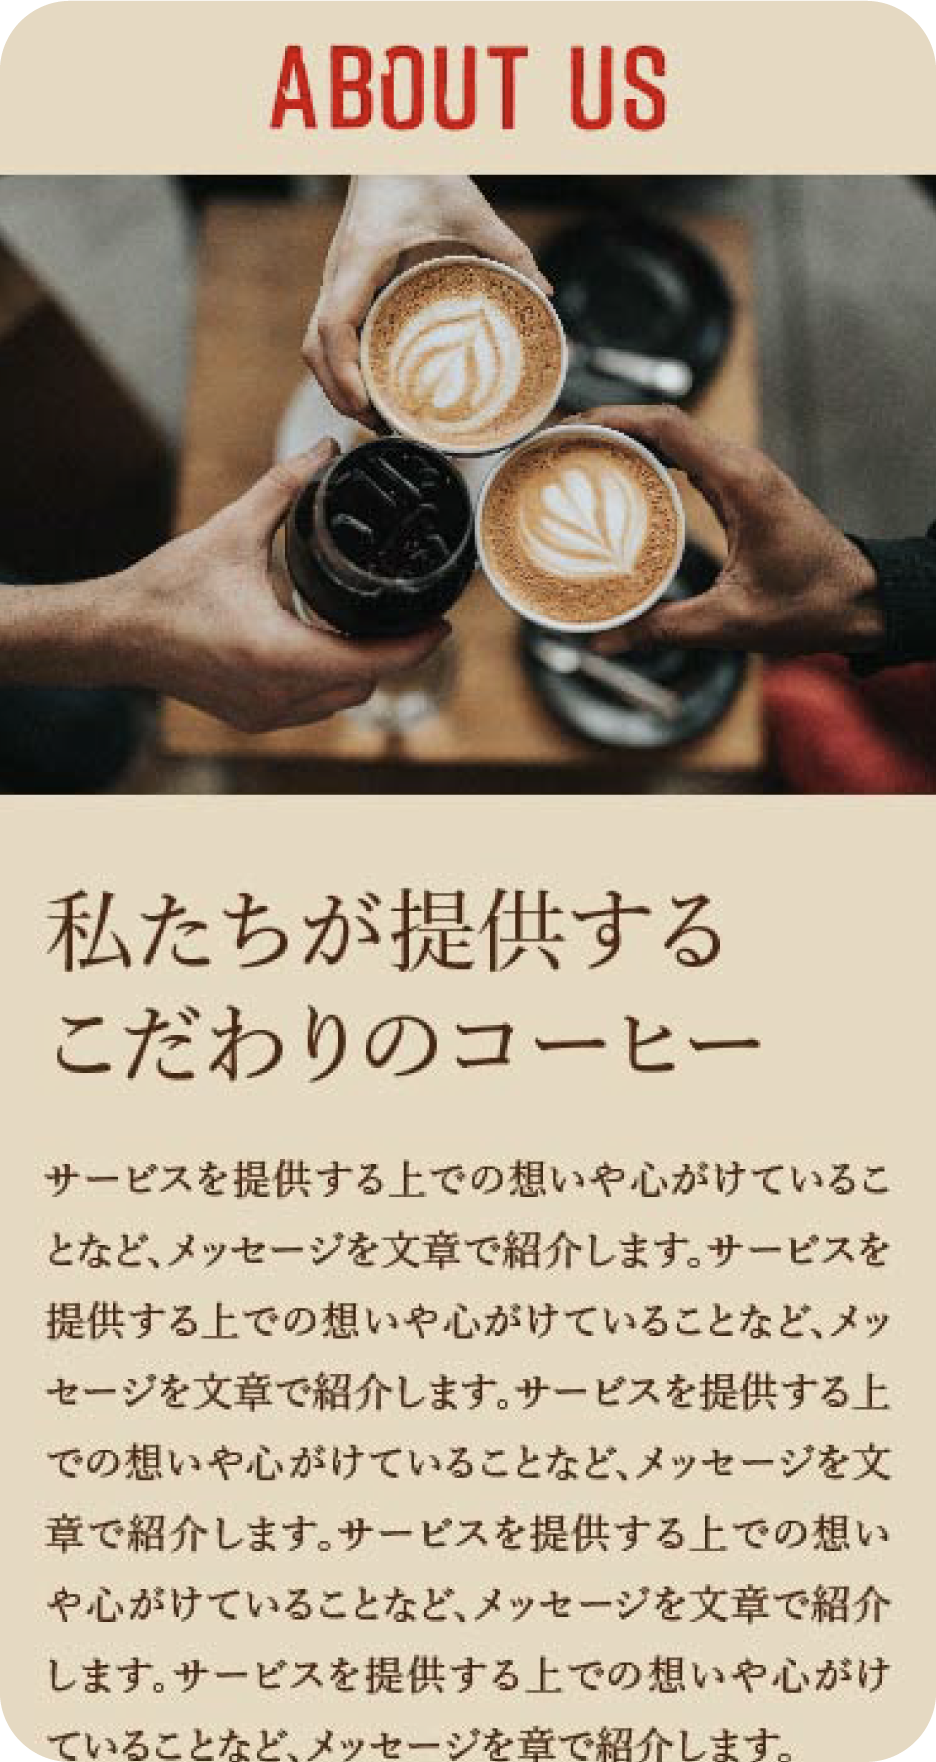 ABOUT US
私たちが提供する
こだわりのコーヒー
サービスを提供する上での想いや心がけているこ
となど、メッセージを文章で紹介します。サービスを
提供する上での想いや心がけていることなど、メッ
セージを文章で紹介します。サービスを提供する上
での想いや心がけていることなど、メッセージを文
章で紹介します。サービスを提供する上での想い
や心がけていることなど、メッセージを文章で紹介
します。サービスを提供する上での想いや心がけ
ていることなど、メッセージを章で紹介します。